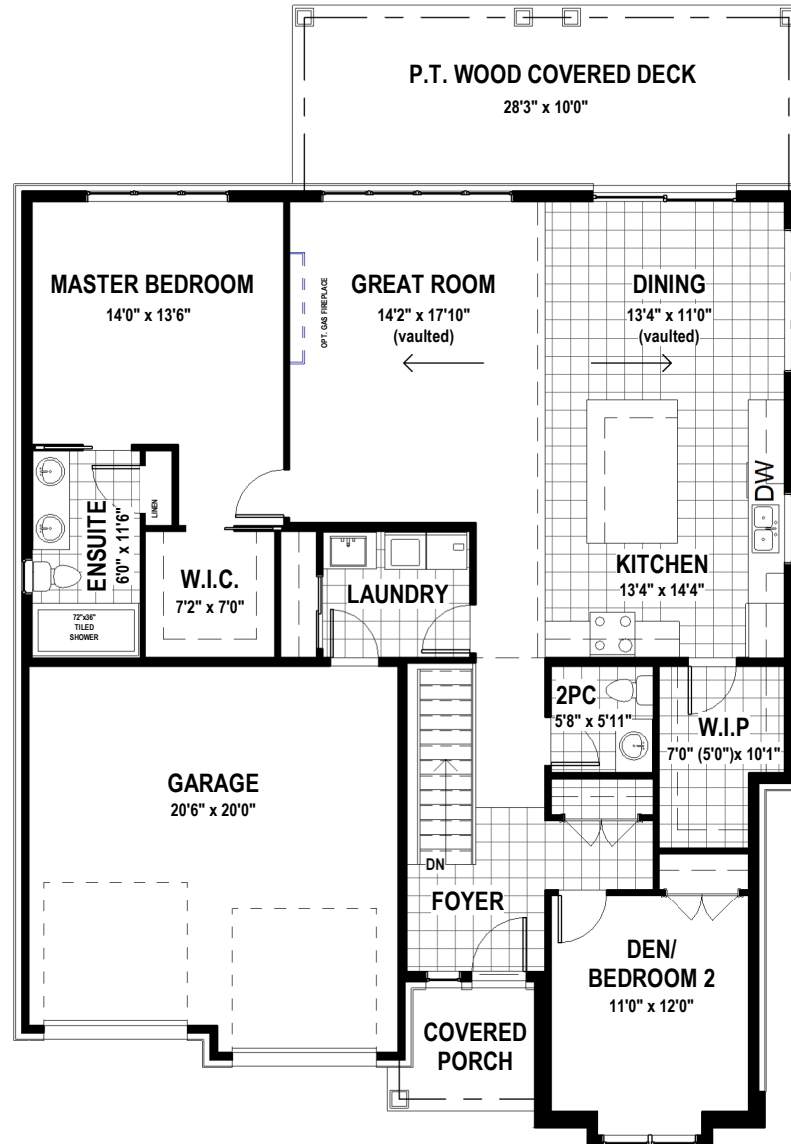 P.T. WOOD COVERED DECK
28'3" x 10'0"
MASTER BEDROOM
14'0" x 13'6"
OPT. GAS FIREPLACE
GREAT ROOM
14'2" x 17'10"
(vaulted)
DINING
13'4" x 11'0"
(vaulted)
ENSUITE
6'0" x 11'6"
LINEN
72"x36"
TILED
SHOWER
W.I.C.
7'2" x 7'0"
LAUNDRY
DW
KITCHEN
13'4" x 14'4"
2PC
5'8" x 5'11"
W.I.P
7'0" (5'0")x 10'1"
GARAGE
20'6" x 20'0"
DN
FOYER
DEN/
BEDROOM 2
11'0" x 12'0"
COVERED
PORCH